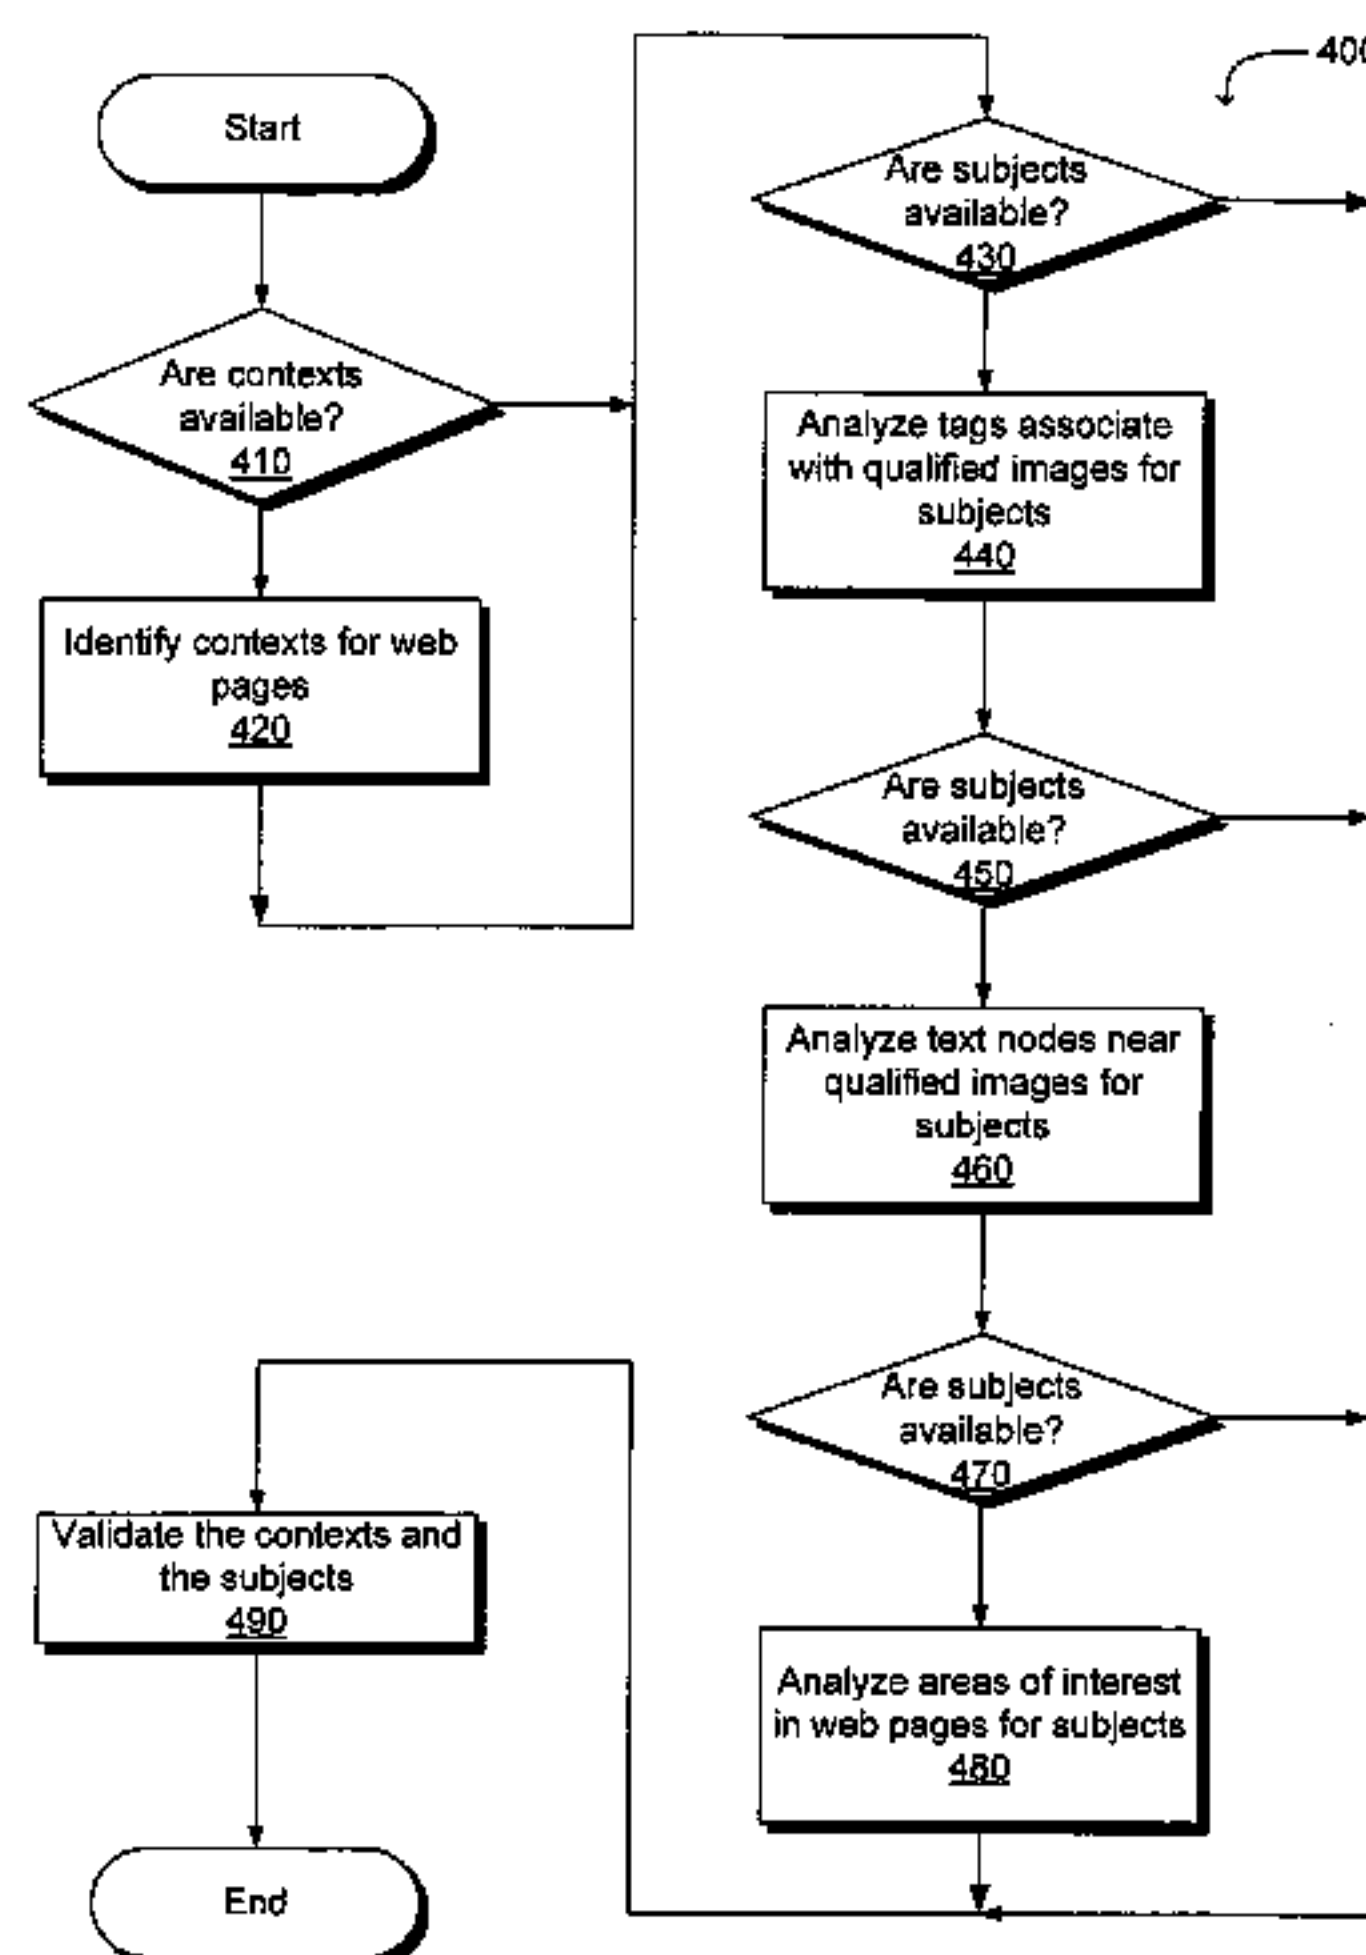 Start
Are contexts
available?
410
Identify contexts for web
pages
420
400
Are subjects
available?
430
Analyze tags associate
with qualified images for
subjects
440
Are subjects
available?
450
Analyze text nodes near
qualified images for
subjects
460
Are subjects
available?
470
Analyze areas of interest
in web pages for subjects
480
Validate the contexts and
the subjects
490
End